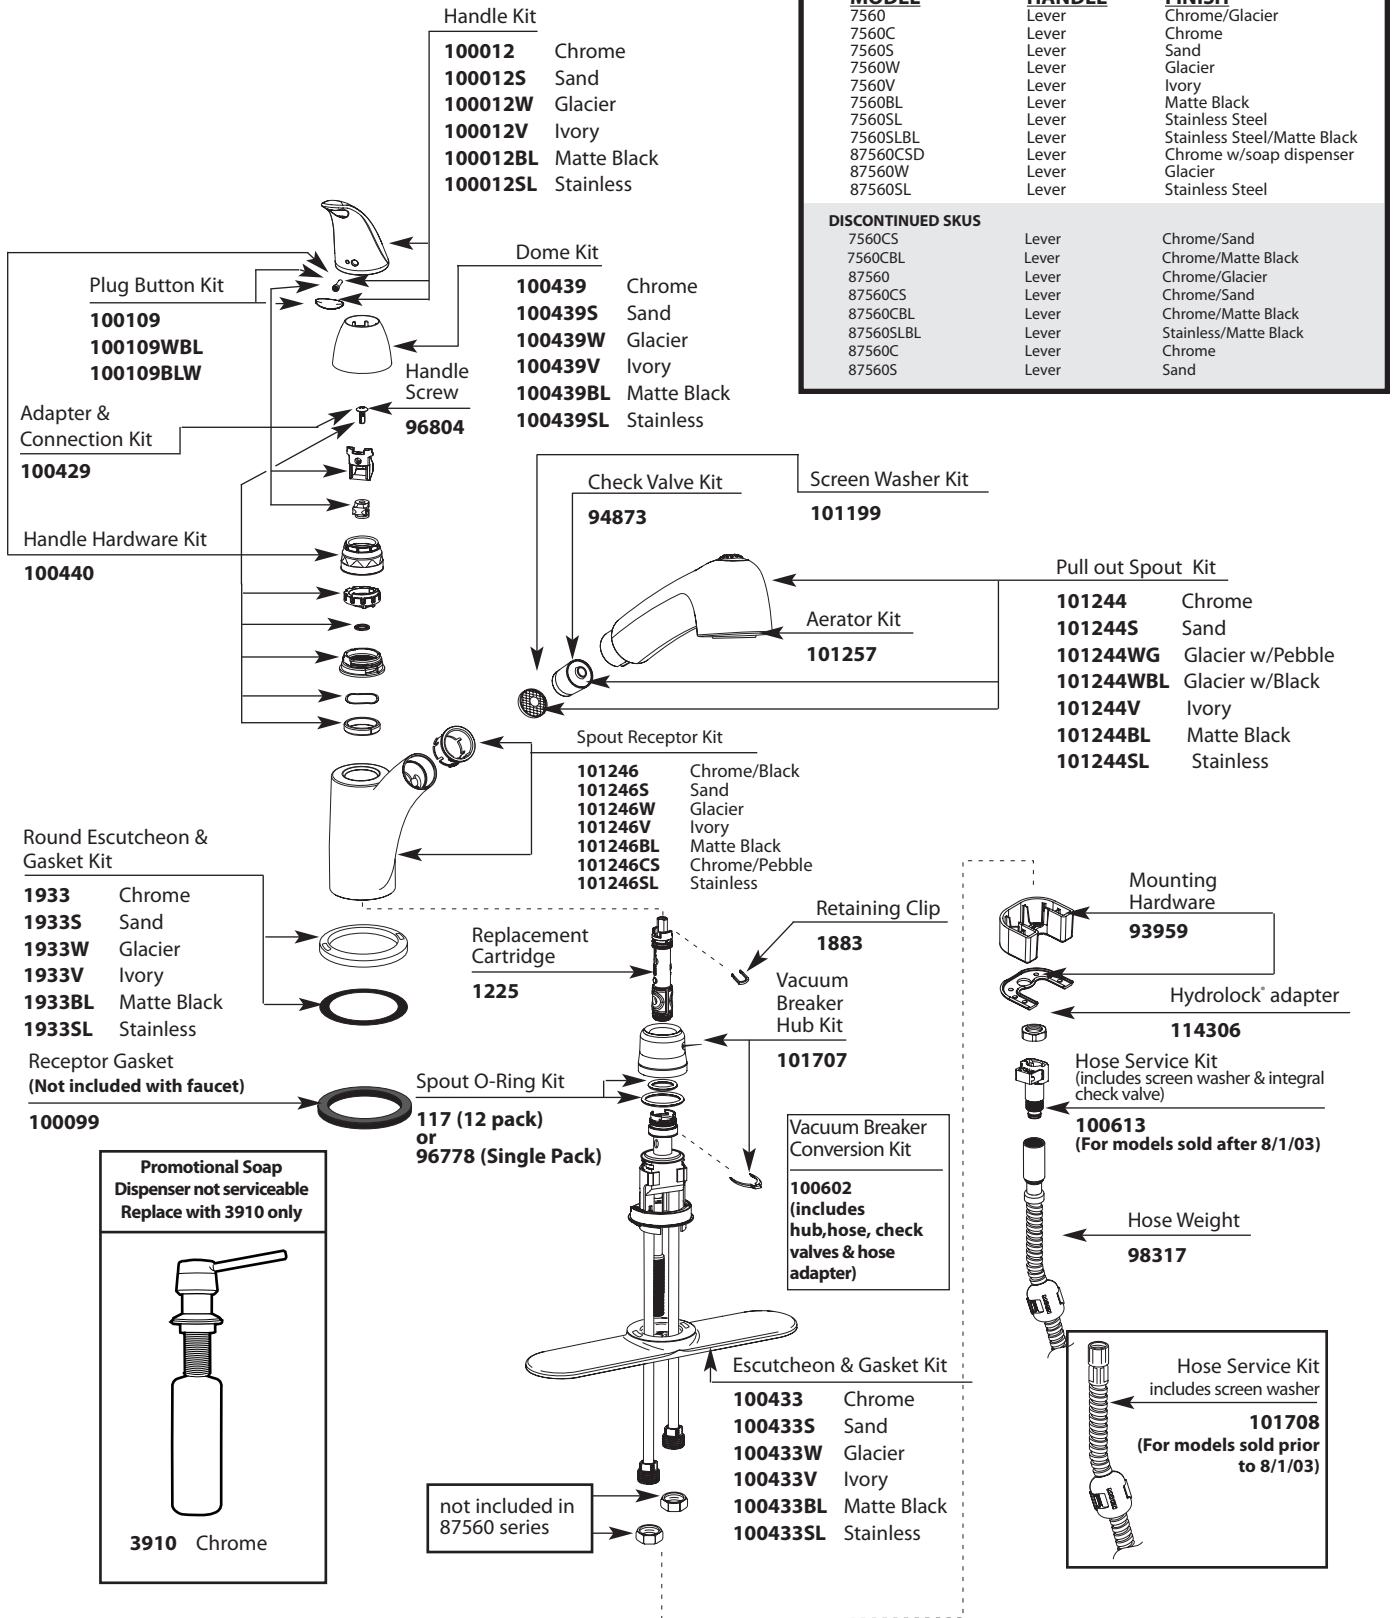 Handle Kit
100012 Chrome
100012S Sand
100012W Glacier
100012V Ivory
100012BL Matte Black
100012SL Stainless
MODEL HANDLE FINISH
7560 Lever Chrome/Glacier
7560C Lever Chrome
7560S Lever Sand
7560W Lever Glacier
7560V Lever Ivory
7560BL Lever Matte Black
7560SL Lever Stainless Steel
7560SLBL Lever Stainless Steel/Matte Black
87560CSD Lever Chrome w/soap dispenser
87560W Lever Glacier
87560SL Lever Stainless Steel
DISCONTINUED SKUS
7560CS Lever Chrome/Sand
7560CBL Lever Chrome/Matte Black
87560 Lever Chrome/Glacier
87560CS Lever Chrome/Sand
87560CBL Lever Chrome/Matte Black
87560SLBL Lever Stainless/Matte Black
87560C Lever Chrome
87560S Lever Sand
Plug Button Kit
100109
100109WBL
100109BLW
Dome Kit
100439 Chrome
100439S Sand
100439W Glacier
100439V Ivory
100439BL Matte Black
100439SL Stainless
Handle
Screw
96804
Adapter &
Connection Kit
100429
Handle Hardware Kit
100440
Check Valve Kit
94873
Screen Washer Kit
101199
Aerator Kit
101257
Pull out Spout Kit
101244 Chrome
101244S Sand
101244WG Glacier w/Pebble
101244WBL Glacier w/Black
101244V Ivory
101244BL Matte Black
101244SL Stainless
Spout Receptor Kit
101246 Chrome/Black
101246S Sand
101246W Glacier
101246V Ivory
101246BL Matte Black
101246CS Chrome/Pebble
101246SL Stainless
Round Escutcheon &
Gasket Kit
1933 Chrome
1933S Sand
1933W Glacier
1933V Ivory
1933BL Matte Black
1933SL Stainless
Receptor Gasket
(Not included with faucet)
100099
Replacement
Cartridge
1225
Retaining Clip
1883
Vacuum
Breaker
Hub Kit
101707
Spout O-Ring Kit
117 (12 pack)
or
96778 (Single Pack)
Vacuum Breaker
Conversion Kit
100602
(includes
hub,hose, check
valves & hose
adapter)
Mounting
Hardware
93959
Hydrolock® adapter
114306
Hose Service Kit
(includes screen washer & integral
check valve)
100613
(For models sold after 8/1/03)
Hose Weight
98317
Hose Service Kit
includes screen washer
101708
(For models sold prior
to 8/1/03)
Promotional Soap
Dispenser not serviceable
Replace with 3910 only
3910 Chrome
Escutcheon & Gasket Kit
100433 Chrome
100433S Sand
100433W Glacier
100433V Ivory
100433BL Matte Black
100433SL Stainless
not included in
87560 series